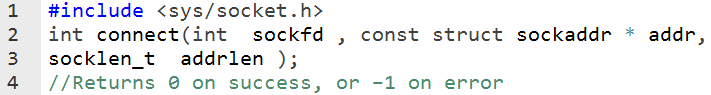 1 #include <sys/socket.h>
2 int connect(int  sockfd , const struct sockaddr * addr,
3 socklen_t  addrlen );
4 //Returns 0 on success, or –1 on error